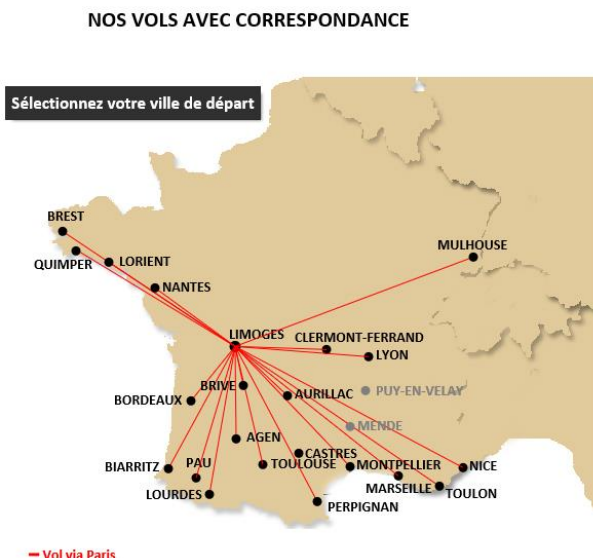 NOS VOLS AVEC CORRESPONDANCE
Sélectionnez votre ville de départ
BREST
MULHOUSE
QUIMPER
LORIENT
NANTES
LIMOGES
CLERMONT-FERRAND
LYON
BRIVE
AURILLAC
PUY-EN-VELAY
BORDEAUX
MENDE
AGEN
CASTRES
BIARRITZ
PAU
TOULOUSE
MONTPELLIER
NICE
LOURDES
MARSEILLE
TOULON
PERPIGNAN
Vol via Paris